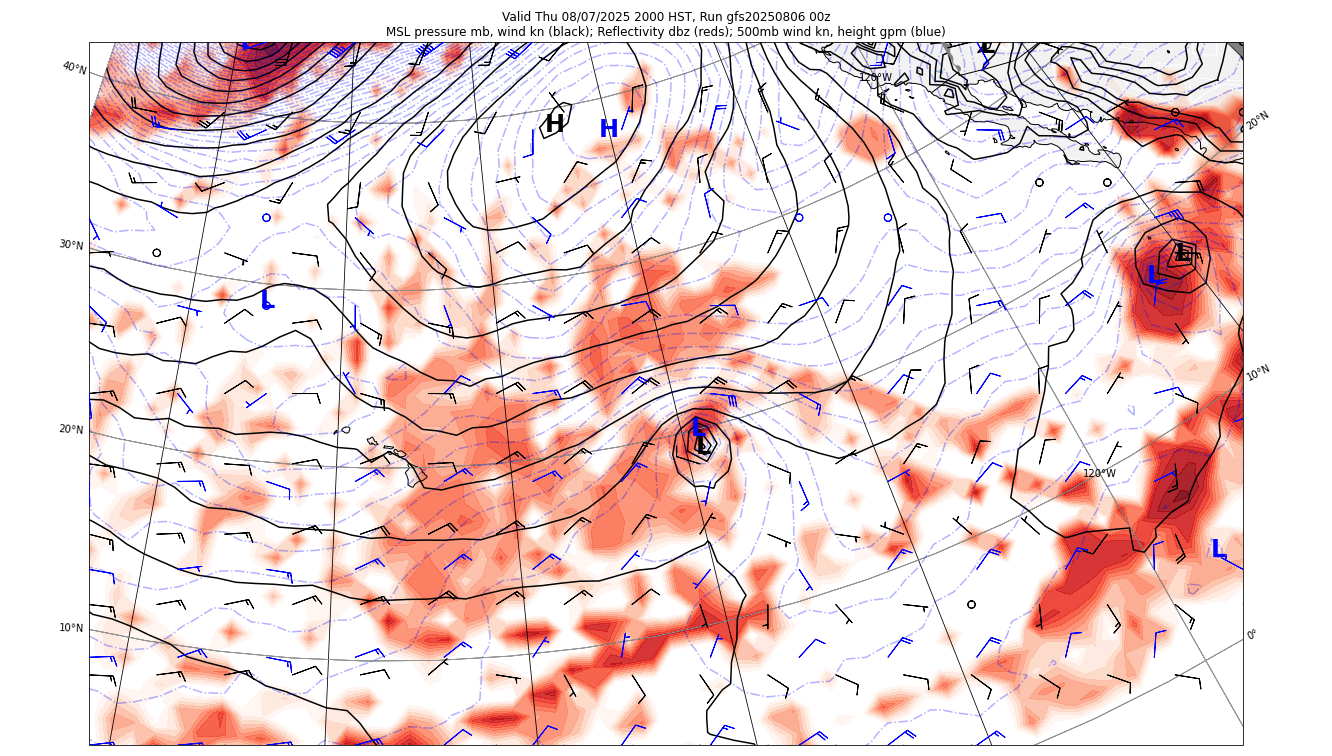 Valid Thu 08/07/2025 2000 HST, Run gfs20250806 00z
MSL pressure mb, wind kn (black); Reflectivity dbz (reds); 500mb wind kn, height gpm (blue)
L
L
40°N
120°W
H
H
20°N
30°N
L
L
L
10°N
20°N
L
L
120°W
L
10°N
0°